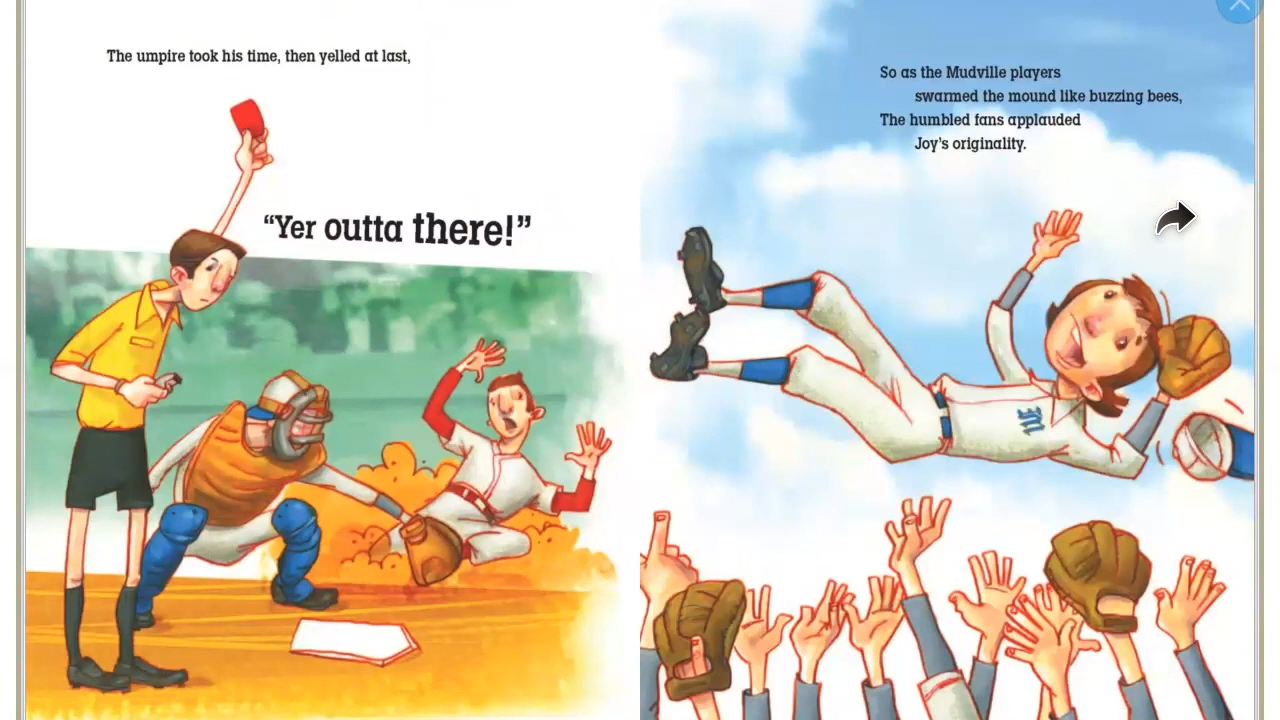 The umpire took his time, then yelled at last,
“Yer outta there!”
So as the Mudville players
swarmed the mound like buzzing bees,
The humbled fans applauded
Joy’s originality.